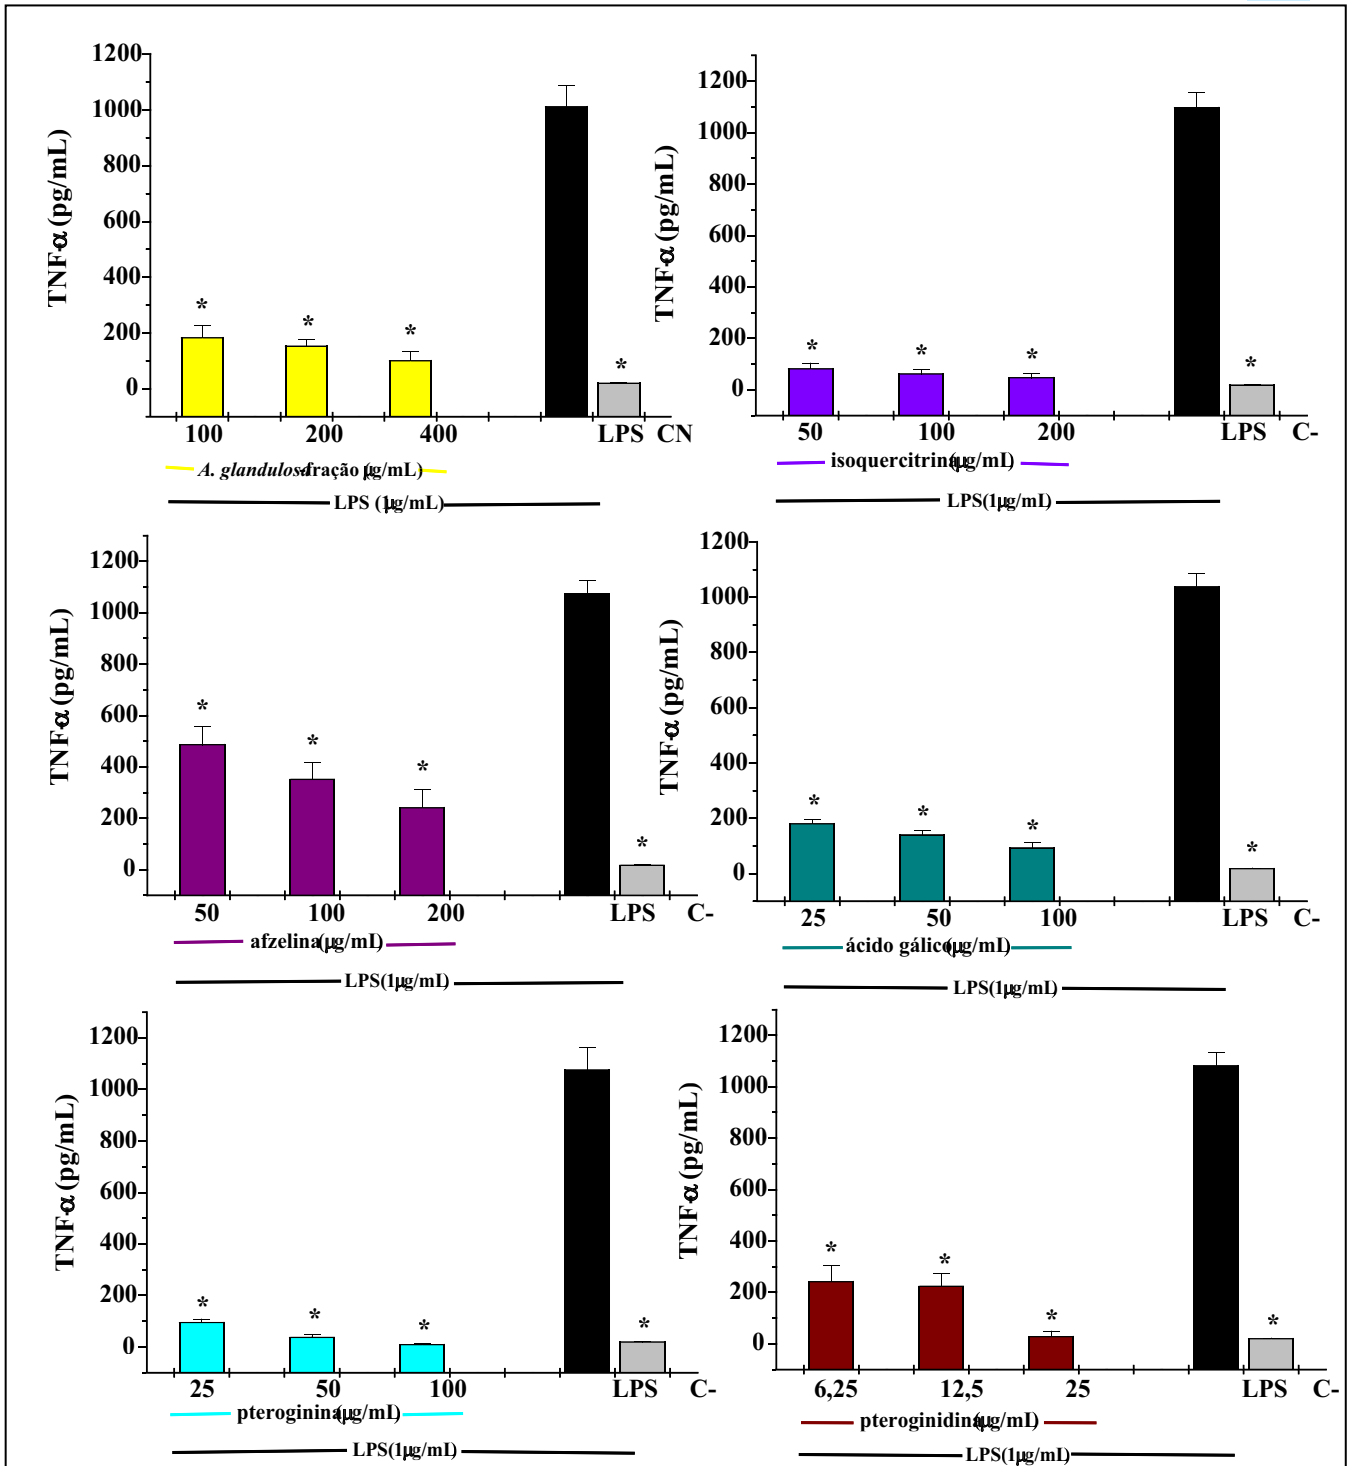 1200
1000
800
600
400
200
0
TNF-α (pg/mL)
*
*
*
*
100 200 400 LPS CN
A. glandulosa fração (μg/mL)
LPS (1μg/mL)
1200
1000
800
600
400
200
0
TNF-α (pg/mL)
*
*
*
*
50 100 200 LPS C-
isoquercitrina(μg/mL)
LPS(1μg/mL)
1200
1000
800
600
400
200
0
TNF-α (pg/mL)
*
*
*
*
50 100 200 LPS C-
afzelina(μg/mL)
LPS(1μg/mL)
1200
1000
800
600
400
200
0
TNF-α (pg/mL)
*
*
*
*
25 50 100 LPS C-
ácido gálico(μg/mL)
LPS(1μg/mL)
1200
1000
800
600
400
200
0
TNF-α (pg/mL)
*
*
*
*
25 50 100 LPS C-
pteroginina(μg/mL)
LPS(1μg/mL)
1200
1000
800
600
400
200
0
TNF-α (pg/mL)
*
*
*
*
6,25 12,5 25 LPS C-
pteroginidina(μg/mL)
LPS(1μg/mL)